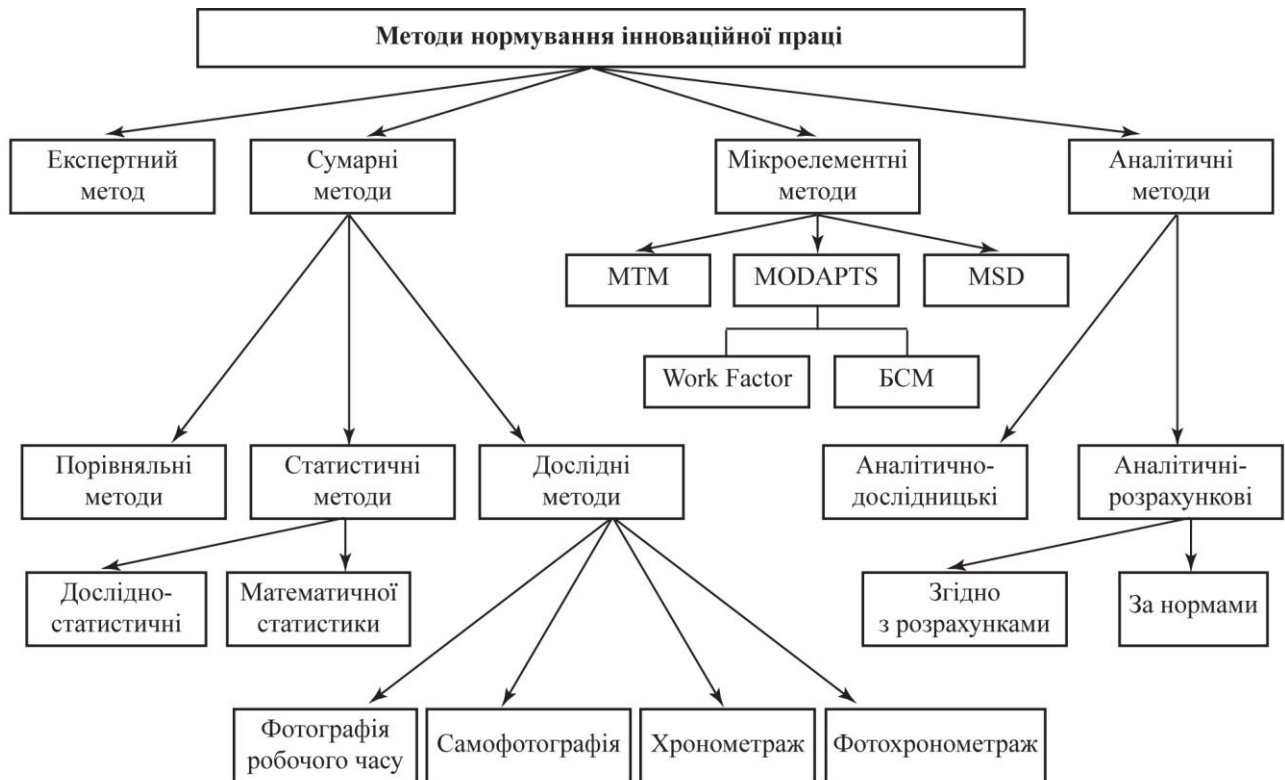 Методи нормування інноваційної праці
Експертний
метод
Сумарні
методи
Мікроелементні
методи
Аналітичні
методи
MTM
MODAPTS
MSD
Work Factor
БСМ
Порівняльні
методи
Статистичні
методи
Дослідні
методи
Аналітично-
дослідницькі
Аналітичні-
розрахункові
Дослідно-
статистичні
Математичної
статистики
Згідно
з розрахунками
За нормами
Фотографія
робочого часу
Самофотографія
Хронометраж
Фотохронометраж